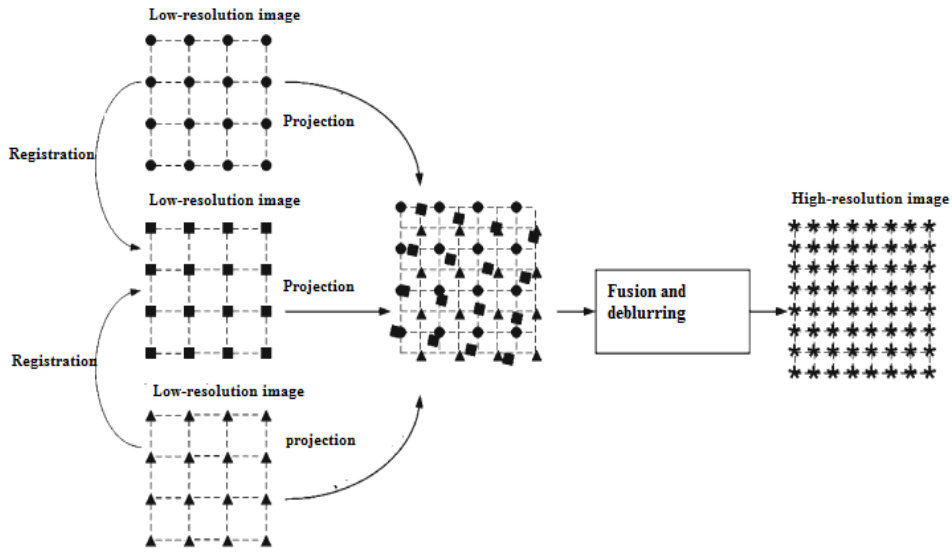 Low-resolution image
Projection
Registration
Low-resolution image
High-resolution image
Projection
Fusion and
deblurring
Registration
Low-resolution image
projection